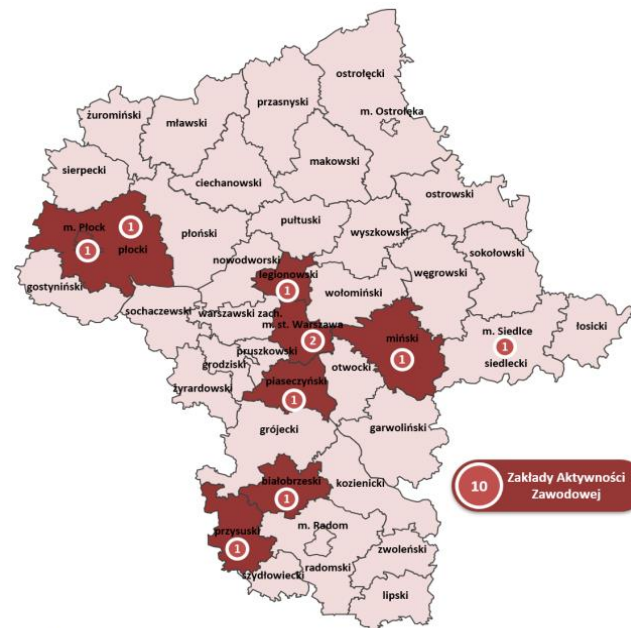 ostrołęcki
przasnyski
m. Ostrołęka
żuromiński
mławski
makowski
sierpecki
ciechanowski
ostrowski
m. Płock
1
płocki
1
płoński
pułtuski
wyszkowski
sokołowski
nowodworski
węgrowski
legionowski
1
gostyniński
wołomiński
sochaczewski
warszawski zach.
m. st. Warszawa
2
miński
1
m. Siedlce
1
siedlecki
łosicki
pruszkowski
grodziski
otwocki
żyrardowski
piaseczyński
1
grójecki
garwoliński
białobrzeski
1
kozienicki
10
Zakłady Aktywności
Zawodowej
przysuski
1
m. Radom
zwoleński
szydłowiecki
radomski
lipski